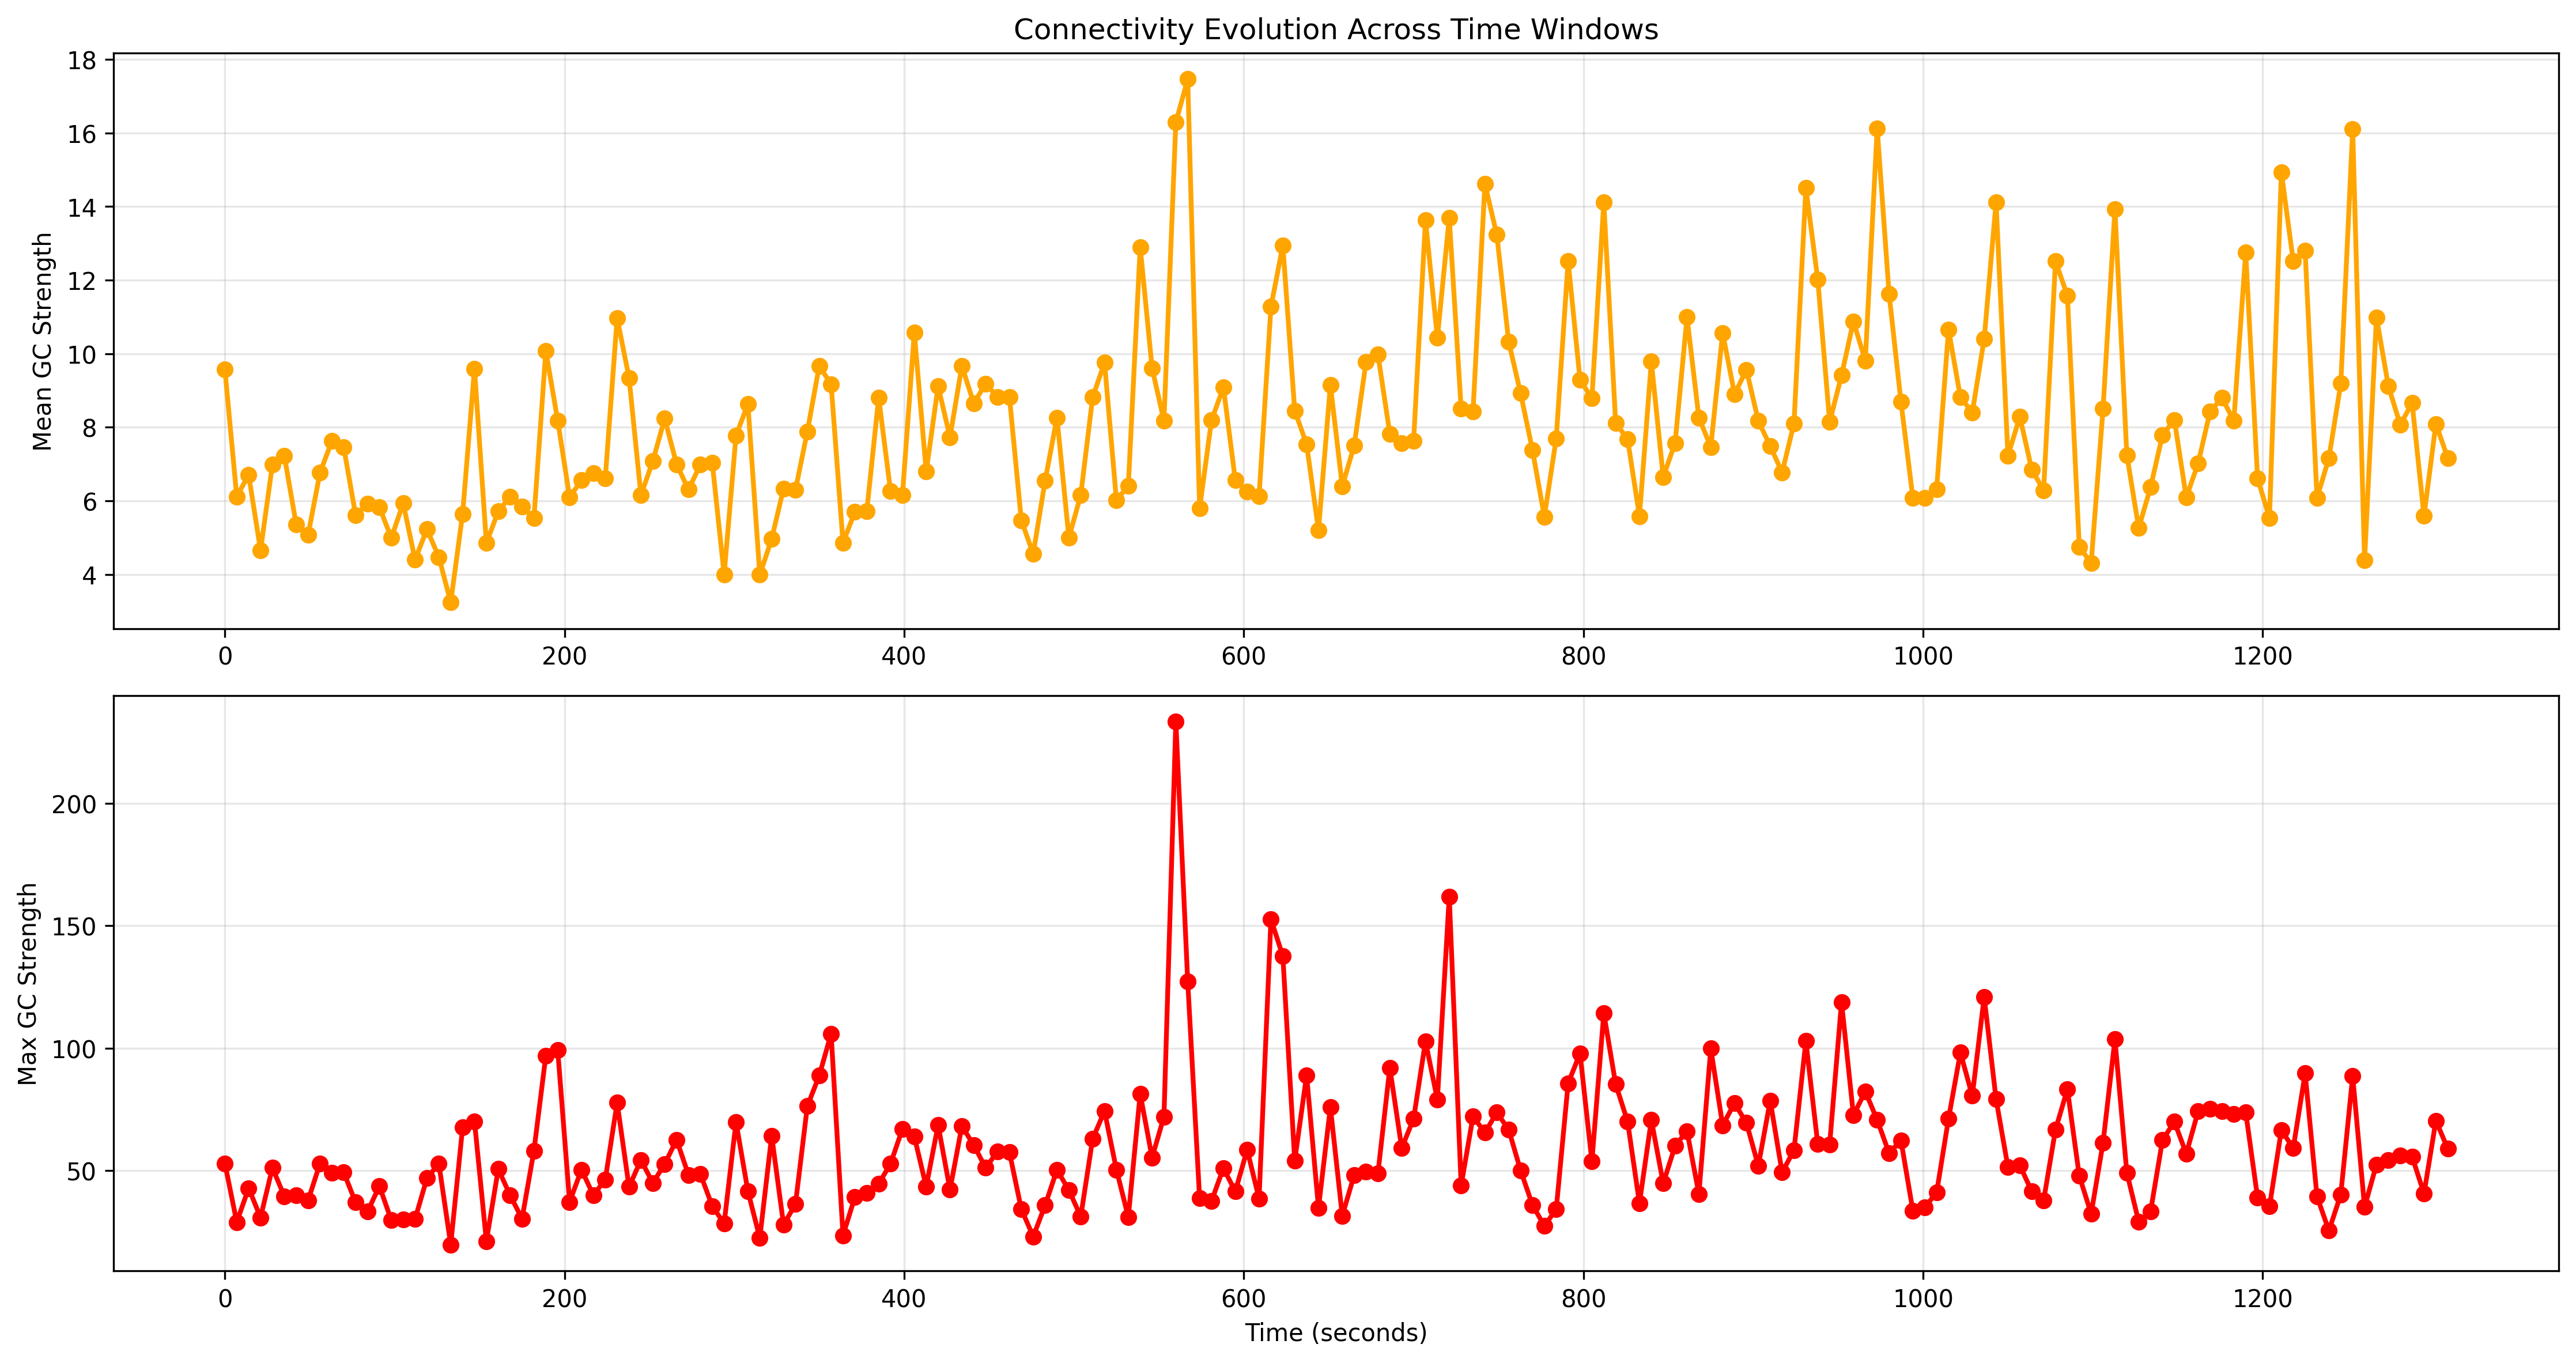 Connectivity Evolution Across Time Windows
Mean GC Strength
18
16
14
12
10
8
6
4
0 200 400 600 800 1000 1200
Max GC Strength
200
150
100
50
0 200 400 600 800 1000 1200
Time (seconds)